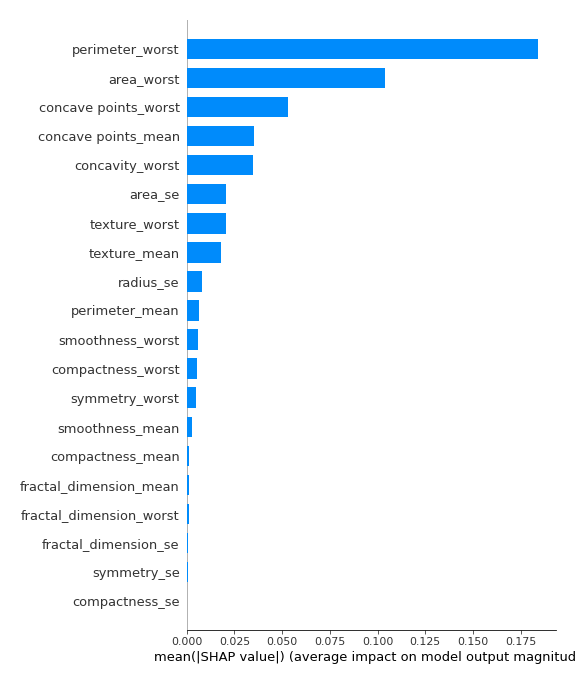 perimeter_worst
area_worst
concave points_worst
concave points_mean
concavity_worst
area_se
texture_worst
texture_mean
radius_se
perimeter_mean
smoothness_worst
compactness_worst
symmetry_worst
smoothness_mean
compactness_mean
fractal_dimension_mean
fractal_dimension_worst
fractal_dimension_se
symmetry_se
compactness_se
0.000 0.025 0.050 0.075 0.100 0.125 0.150 0.175
mean(|SHAP value|) (average impact on model output magnitud